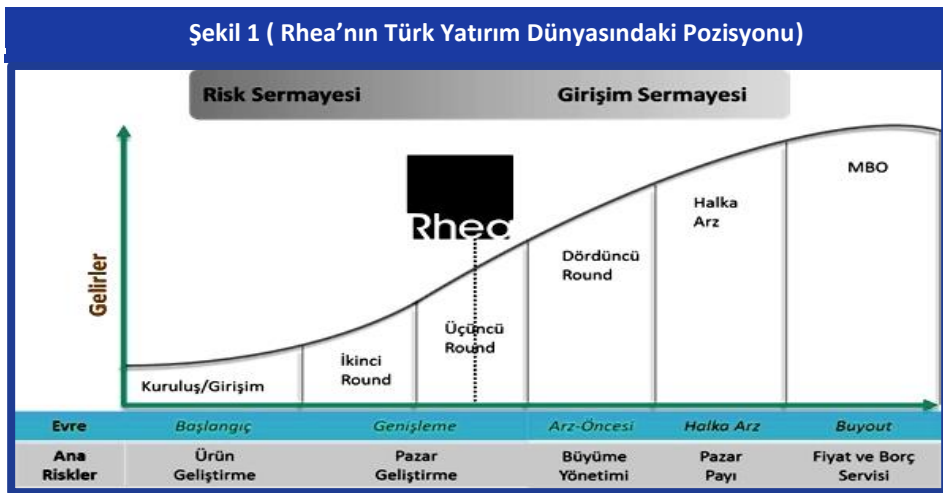 Şekil 1 ( Rhea’nın Türk Yatırım Dünyasındaki Pozisyonu)
Risk Sermayesi Girişim Sermayesi
Rhea
MBO
Halka
Arz
Dördüncü
Round
Üçüncü
Round
İkinci
Round
Kuruluş/Girişim
Gelirler
Evre Başlangıç Genişleme Arz-Öncesi Halka Arz Buyout
Ana Ürün Pazar Büyüme Pazar Fiyat ve Borç
Riskler Geliştirme Geliştirme Yönetimi Payı Servisi